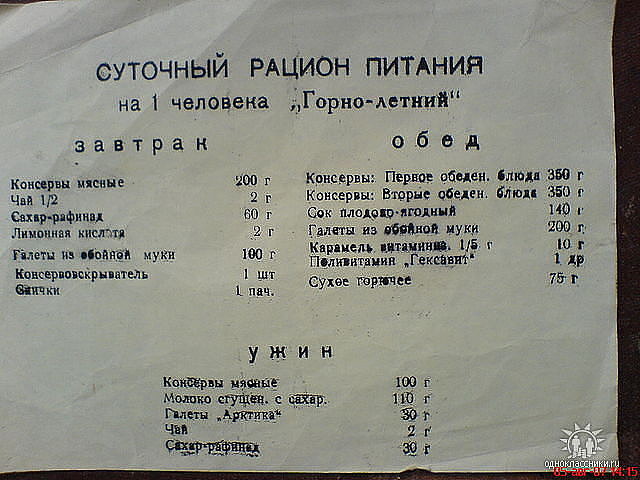 СУТОЧНЫЙ РАЦИОН ПИТАНИЯ
на 1 человека „Горно-летний“
завтрак
Консервы мясные 200 г
Чай 1/2 2 г
Сахар-рафинад 60 г
Лимонная кислота 2 г
Галеты из обойной муки 100 г
Консервовскрыватель 1 шт
Спички 1 пач.
обед
Консервы: Первое обеден. блюда 350 г
Консервы: Вторые обеден. блюда 350 г
Сок плодово-ягодный 140 г
Галеты из обойной муки 200 г
Карамель витаминиз. 1/5 г 10 г
Поливитамин „Гексавит“ 1 др
Сухое горючее 75 г
ужин
Консервы мясные 100 г
Молоко сгущен. с сахар. 110 г
Галеты „Арктика“ 30 г
Чай 2 г
Сахар-рафинад 30 г
одноклассники.ru